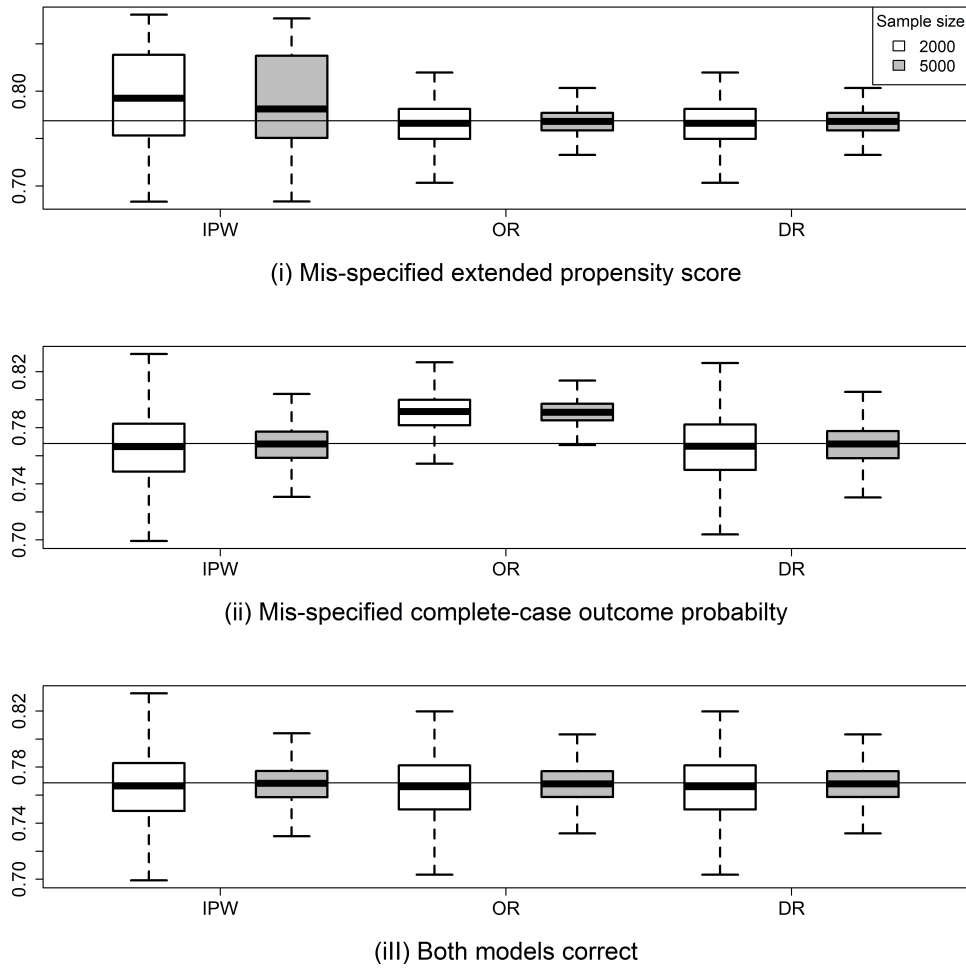 Sample size
2000
5000
0.80
0.70
IPW OR DR
(i) Mis-specified extended propensity score
0.82
0.78
0.74
0.70
IPW OR DR
(ii) Mis-specified complete-case outcome probabilty
0.82
0.78
0.74
0.70
IPW OR DR
(iII) Both models correct